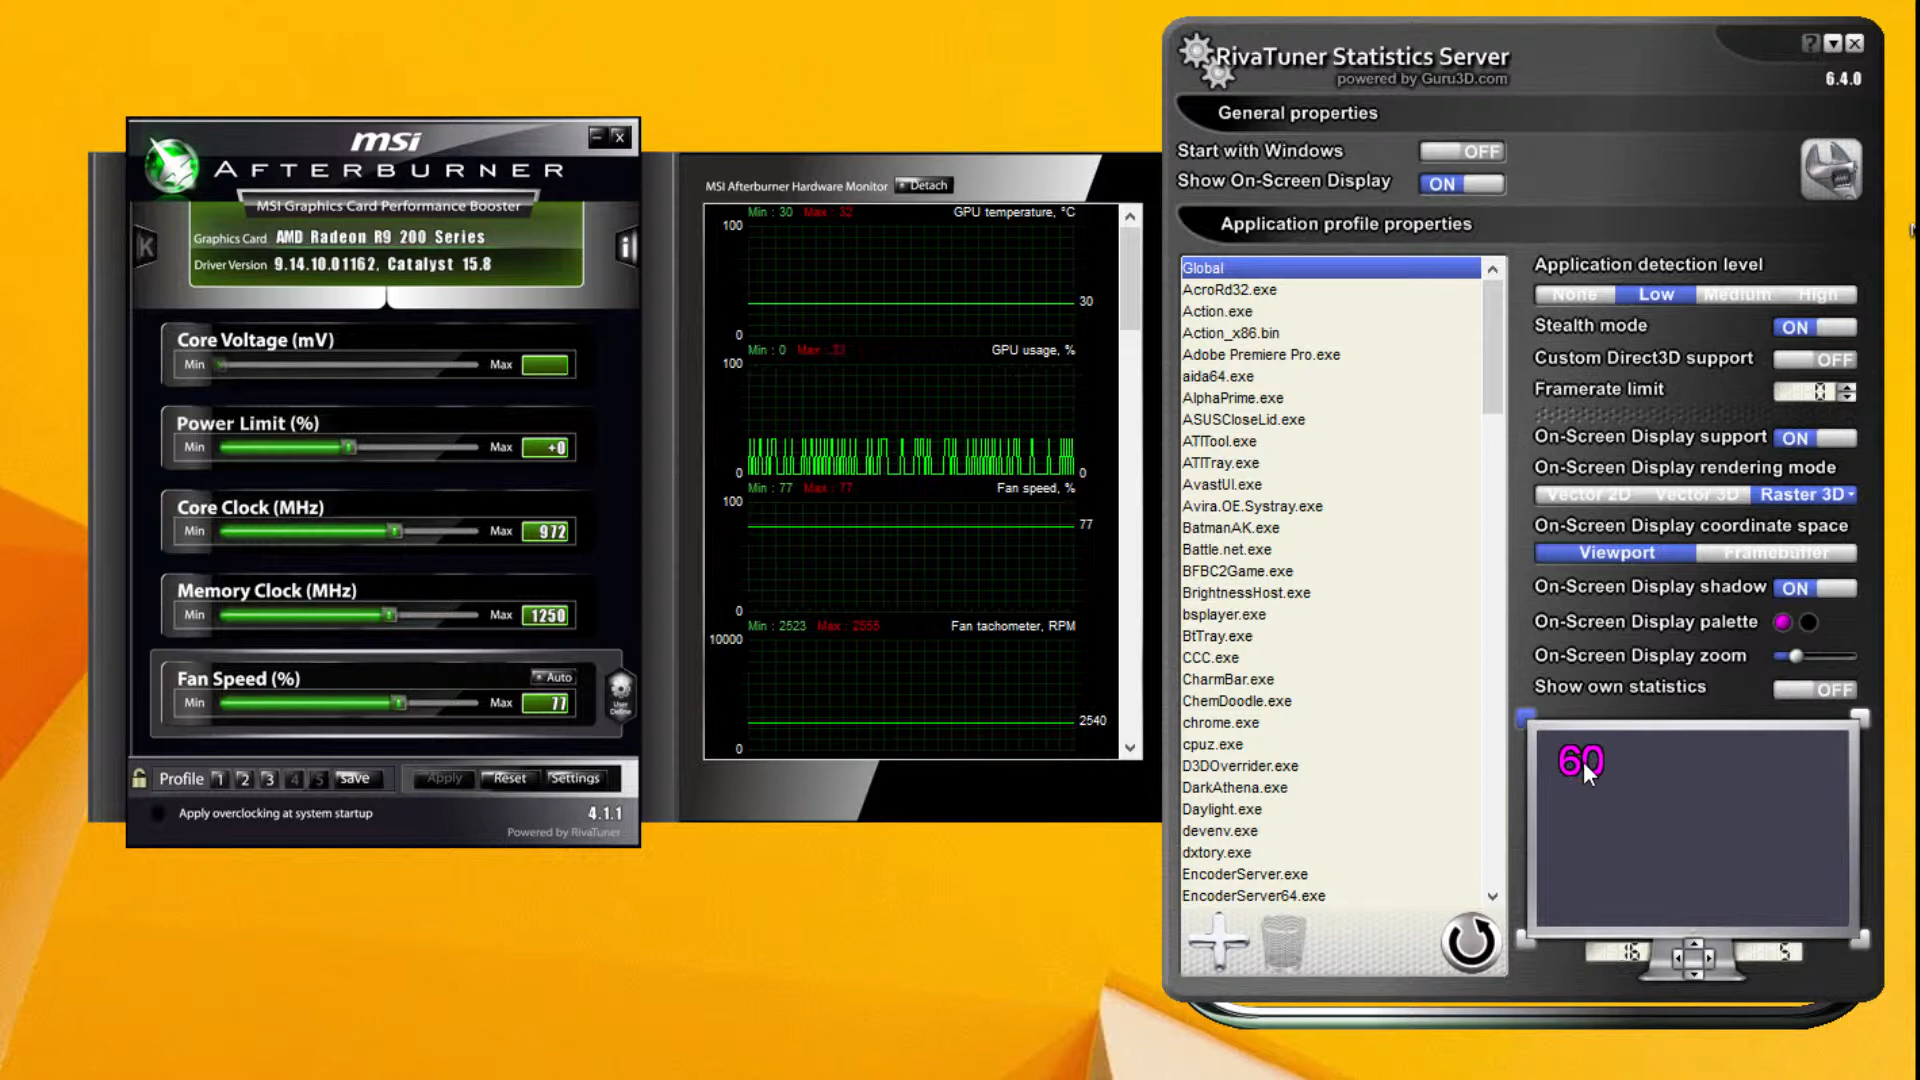 msi
AFTERBURNER
MSI Graphics Card Performance Booster
K
i
Graphics Card AMD Radeon R9 200 Series
Driver Version 9.14.10.01162, Catalyst 15.8
Core Voltage (mV)
Min Max
Power Limit (%)
Min Max +0
Core Clock (MHz)
Min Max 972
Memory Clock (MHz)
Min Max 1250
Fan Speed (%)
Auto
Min Max 77
User
Define
Profile 1 2 3 4 5 Save
Apply Reset Settings
Apply overclocking at system startup
4.1.1
Powered by RivaTuner
MSI Afterburner Hardware Monitor Detach
Min : 30 Max : 32 GPU temperature, °C
100
30
0
Min : 0 Max : 33 GPU usage, %
100
0 0
Min : 77 Max : 77 Fan speed, %
100
77
0
Min : 2523 Max : 2555 Fan tachometer, RPM
10000
2540
0
RivaTuner Statistics Server
powered by Guru3D.com
?
6.4.0
General properties
Start with Windows OFF
Show On-Screen Display ON
Application profile properties
Global
AcroRd32.exe
Action.exe
Action_x86.bin
Adobe Premiere Pro.exe
aida64.exe
AlphaPrime.exe
ASUSCloseLid.exe
ATITool.exe
ATITray.exe
AvastUI.exe
Avira.OE.Systray.exe
BatmanAK.exe
Battle.net.exe
BFBC2Game.exe
BrightnessHost.exe
bsplayer.exe
BtTray.exe
CCC.exe
CharmBar.exe
ChemDoodle.exe
chrome.exe
cpuz.exe
D3DOverrider.exe
DarkAthena.exe
Daylight.exe
devenv.exe
dxtory.exe
EncoderServer.exe
EncoderServer64.exe
Application detection level
None Low Medium High
Stealth mode ON
Custom Direct3D support OFF
Framerate limit 0
On-Screen Display support ON
On-Screen Display rendering mode
Vector 2D Vector 3D Raster 3D
On-Screen Display coordinate space
Viewport Framebuffer
On-Screen Display shadow ON
On-Screen Display palette
On-Screen Display zoom
Show own statistics OFF
60
16 5